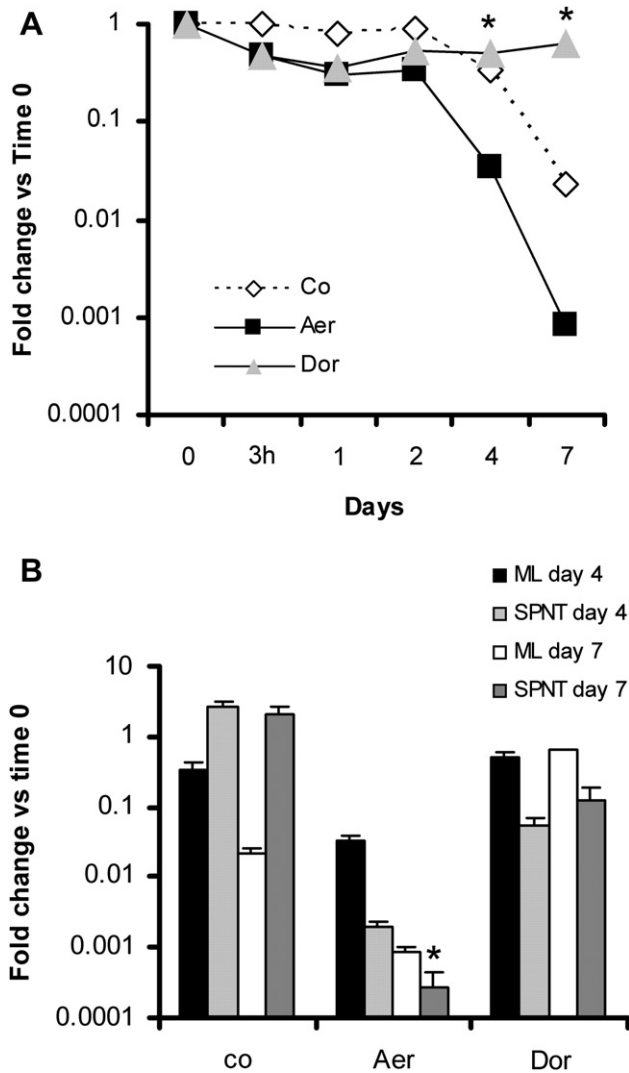 A
Fold change vs Time 0
1
0.1
0.01
0.001
0.0001
* *
Co
Aer
Dor
0 3h 1 2 4 7
Days
B
ML day 4
SPNT day 4
ML day 7
SPNT day 7
Fold change vs time 0
10
1
0.1
0.01
0.001
0.0001
*
co Aer Dor